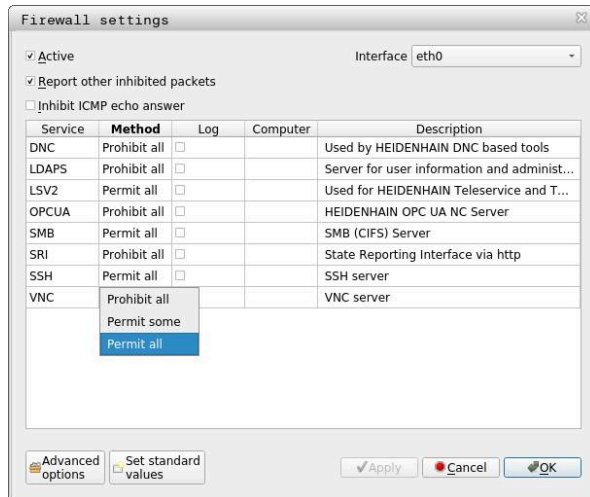 Firewall settings
Active
Interface eth0
Report other inhibited packets
Inhibit ICMP echo answer
Service Method Log Computer Description
DNC Prohibit all Used by HEIDENHAIN DNC based tools
LDAPS Prohibit all Server for user information and administ...
LSV2 Permit all Used for HEIDENHAIN Teleservice and T...
OPCUA Prohibit all HEIDENHAIN OPC UA NC Server
SMB Permit all SMB (CIFS) Server
SRI Prohibit all State Reporting Interface via http
SSH Permit all SSH server
VNC Prohibit all VNC server
Permit some
Permit all
Advanced options
Set standard values
Apply
Cancel
OK